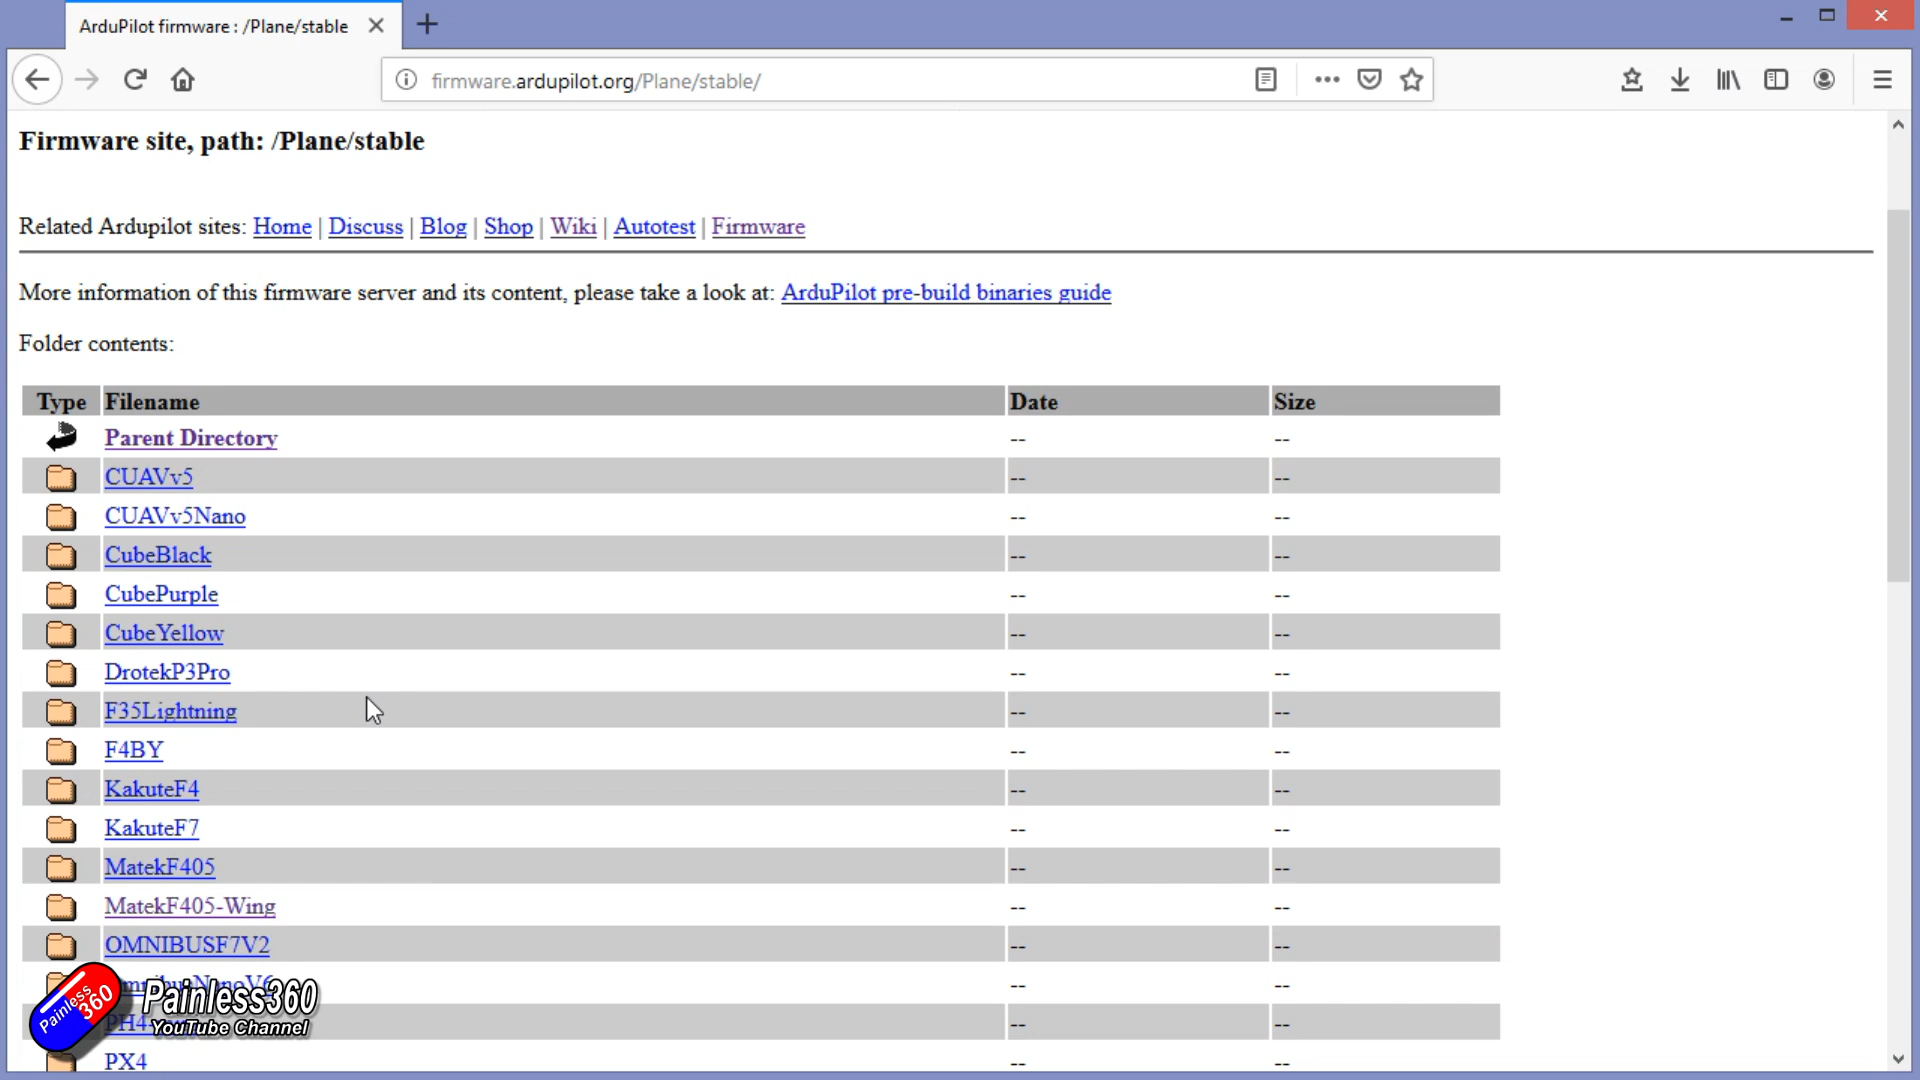 ArduPilot firmware : /Plane/stable
firmware.ardupilot.org/Plane/stable/
Firmware site, path: /Plane/stable
Related Ardupilot sites: Home | Discuss | Blog | Shop | Wiki | Autotest | Firmware
More information of this firmware server and its content, please take a look at: ArduPilot pre-build binaries guide
Folder contents:
Type Filename Date Size
Parent Directory -- --
CUAVv5 -- --
CUAVv5Nano -- --
CubeBlack -- --
CubePurple -- --
CubeYellow -- --
DrotekP3Pro -- --
F35Lightning -- --
F4BY -- --
KakuteF4 -- --
KakuteF7 -- --
MatekF405 -- --
MatekF405-Wing -- --
OMNIBUSF7V2 -- --
-- --
-- --
PX4 -- --
Painless 360
Painless360
YouTube Channel